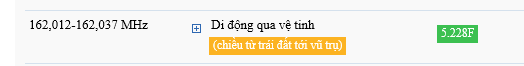 162,012-162,037 MHz
Di động qua vệ tinh
(chiều từ trái đất tới vũ trụ)
5.228F